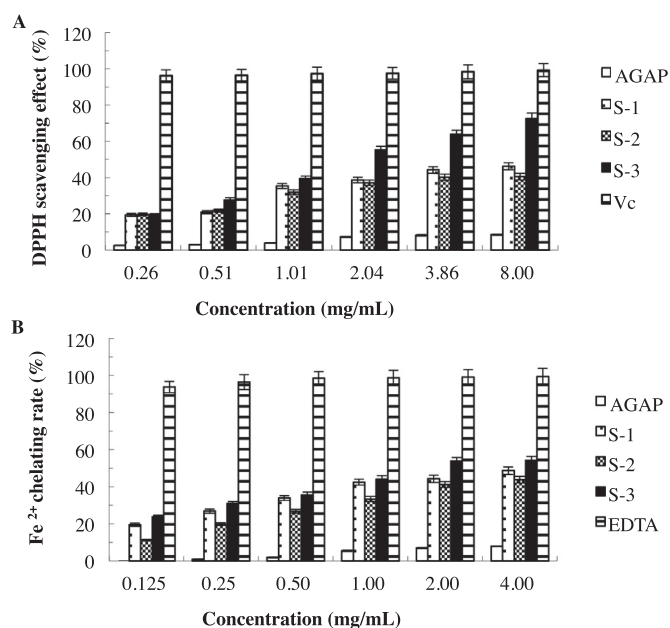 A
DPPH scavenging effect (%)
120
100
80
60
40
20
0
0.26 0.51 1.01 2.04 3.86 8.00
Concentration (mg/mL)
AGAP
S-1
S-2
S-3
Vc
B
Fe 2+ chelating rate (%)
120
100
80
60
40
20
0
0.125 0.25 0.50 1.00 2.00 4.00
Concentration (mg/mL)
AGAP
S-1
S-2
S-3
EDTA